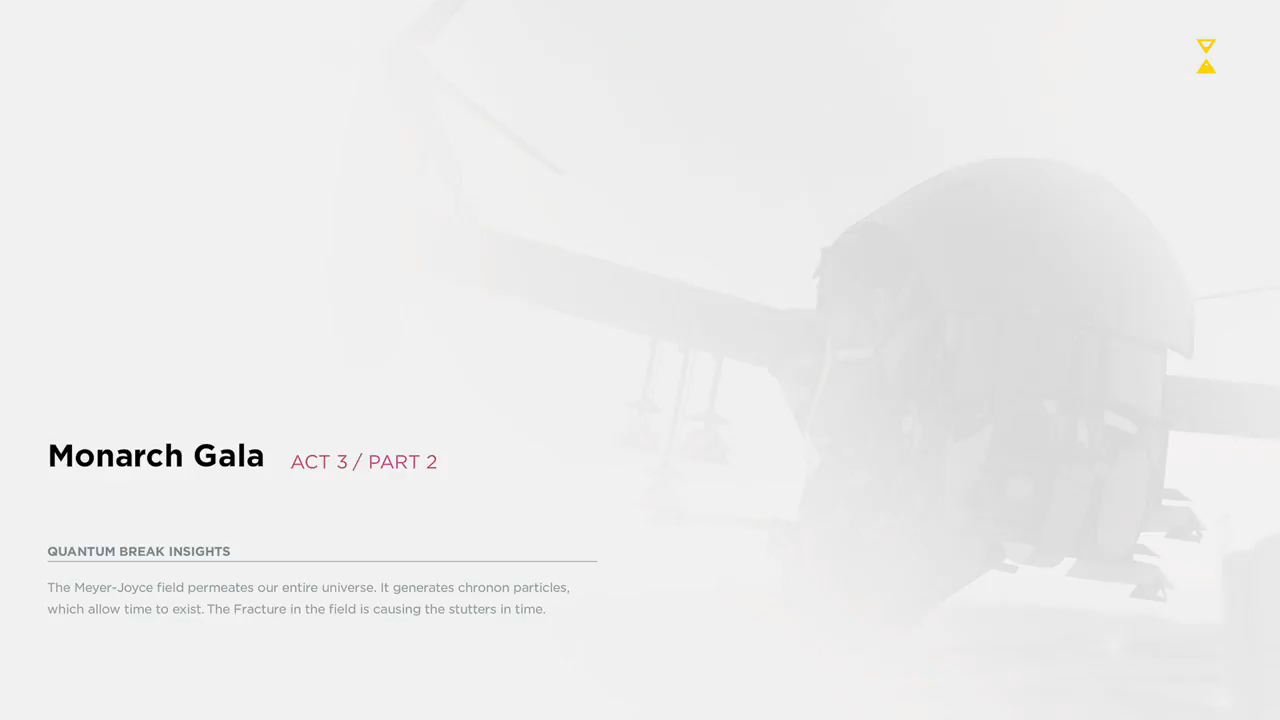 Monarch Gala ACT 3 / PART 2
QUANTUM BREAK INSIGHTS
The Meyer-Joyce field permeates our entire universe. It generates chronon particles,
which allow time to exist. The Fracture in the field is causing the stutters in time.